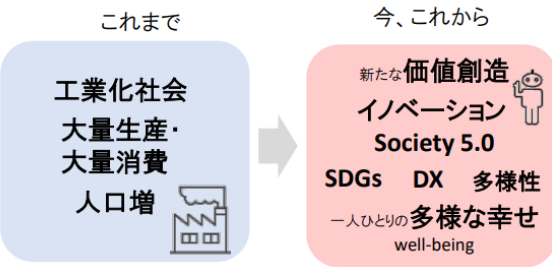 これまで
工業化社会
大量生産・
大量消費
人口増
今、これから
新たな価値創造
イノベーション
Society 5.0
SDGs DX 多様性
一人ひとりの多様な幸せ
well-being